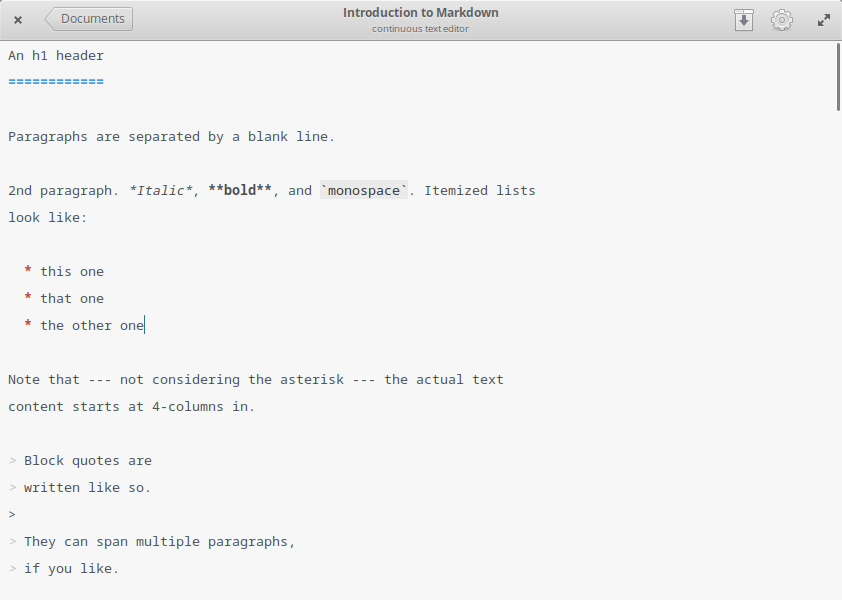 Documents
Introduction to Markdown
continuous text editor
An h1 header
============
Paragraphs are separated by a blank line.
2nd paragraph. *Italic*, **bold**, and `monospace`. Itemized lists
look like:
* this one
* that one
* the other one
Note that --- not considering the asterisk --- the actual text
content starts at 4-columns in.
> Block quotes are
> written like so.
>
> They can span multiple paragraphs,
> if you like.